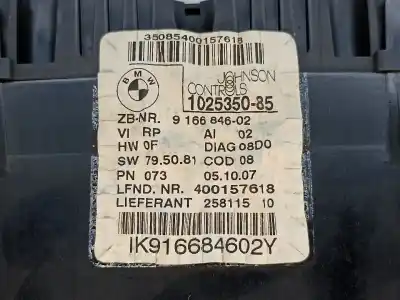 35085400157618
BMW
JOHNSON
CONTROLS
1025350-85
ZB-NR. 9 166 846-02
VI RP AI 02
HW 0F DIAG 08D0
SW 79.50.81 COD 08
PN 073 05.10.07
LFND. NR. 400157618
LIEFERANT 258115 10
IK916684602Y